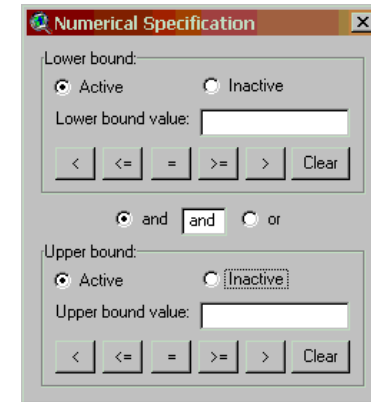 Numerical Specification
Lower bound:
Active Inactive
Lower bound value:
< <= = >= > Clear
and and or
Upper bound:
Active Inactive
Upper bound value:
< <= = >= > Clear